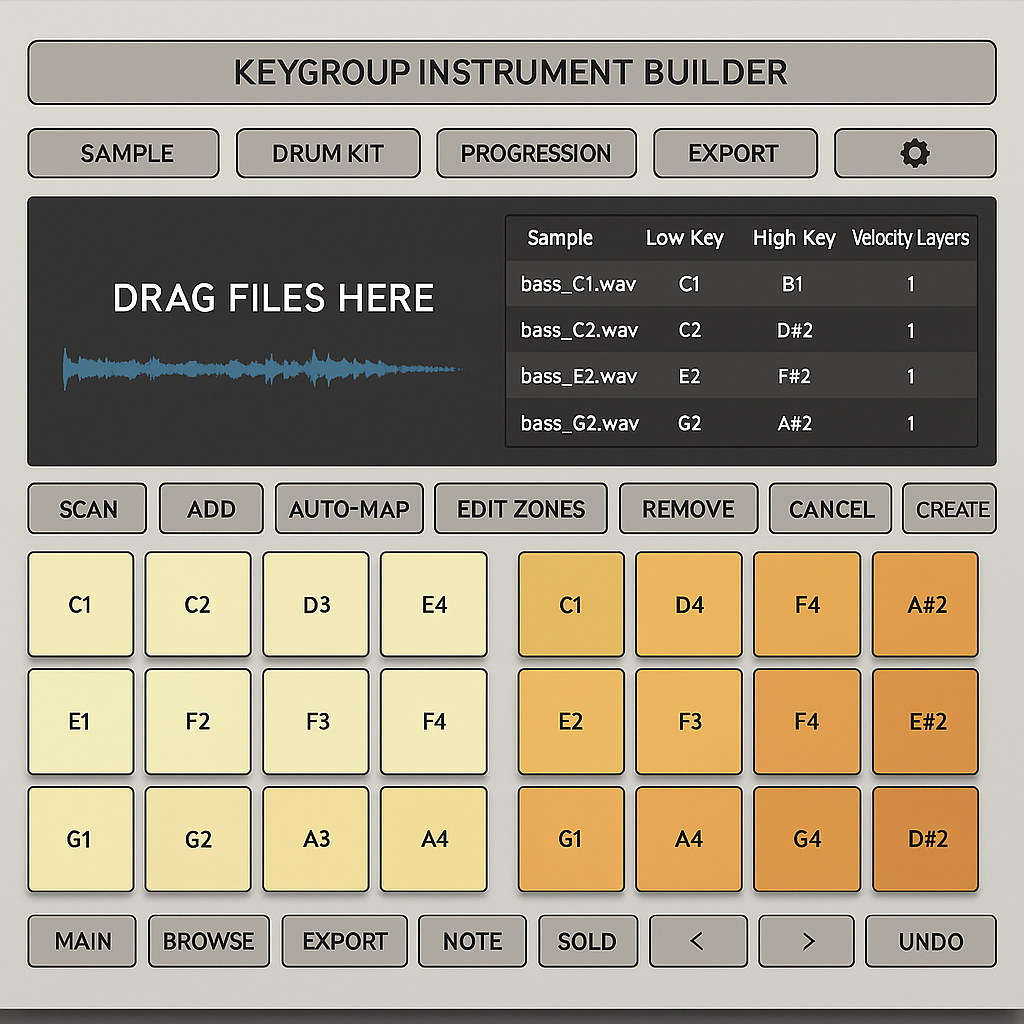 KEYGROUP INSTRUMENT BUILDER
SAMPLE DRUM KIT PROGRESSION EXPORT
DRAG FILES HERE
Sample Low Key High Key Velocity Layers
bass_C1.wav C1 B1 1
bass_C2.wav C2 D#2 1
bass_E2.wav E2 F#2 1
bass_G2.wav G2 A#2 1
SCAN ADD AUTO-MAP EDIT ZONES REMOVE CANCEL CREATE
C1 C2 D3 E4 C1 D4 F4 A#2
E1 F2 F3 F4 E2 F3 F4 E#2
G1 G2 A3 A4 G1 A4 G4 D#2
MAIN BROWSE EXPORT NOTE SOLD < > UNDO